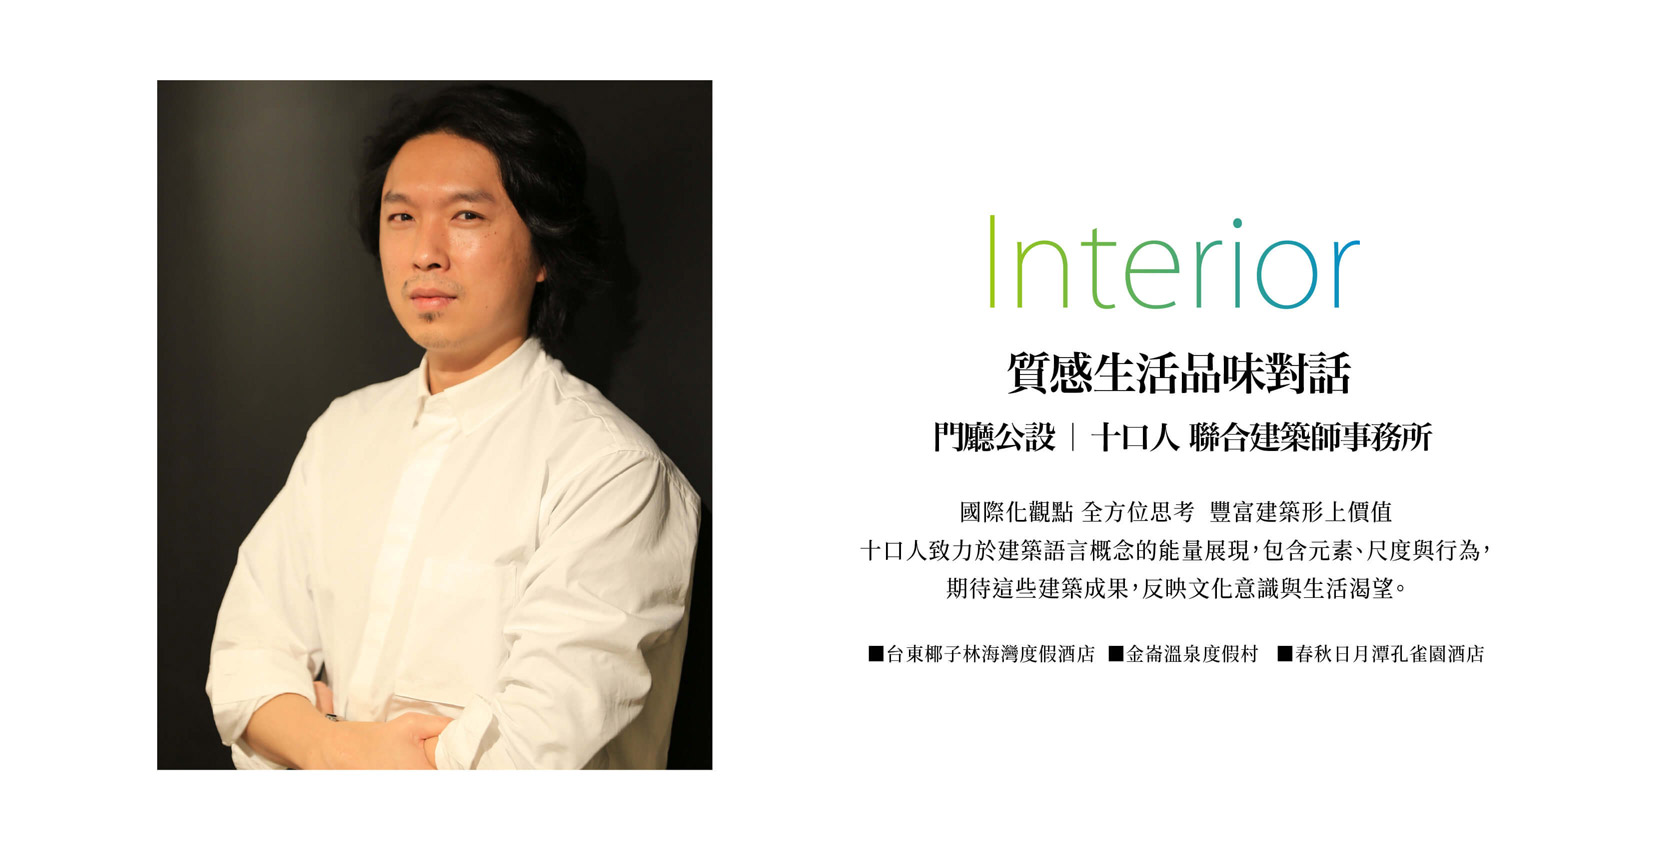 Interior
質感生活品味對話
門廳公設｜十口人 聯合建築師事務所
國際化觀點 全方位思考 豐富建築形上價值
十口人致力於建築語言概念的能量展現，包含元素、尺度與行為，
期待這些建築成果，反映文化意識與生活渴望。
■台東椰子林海灣度假酒店 ■金崙溫泉度假村 ■春秋日月潭孔雀園酒店